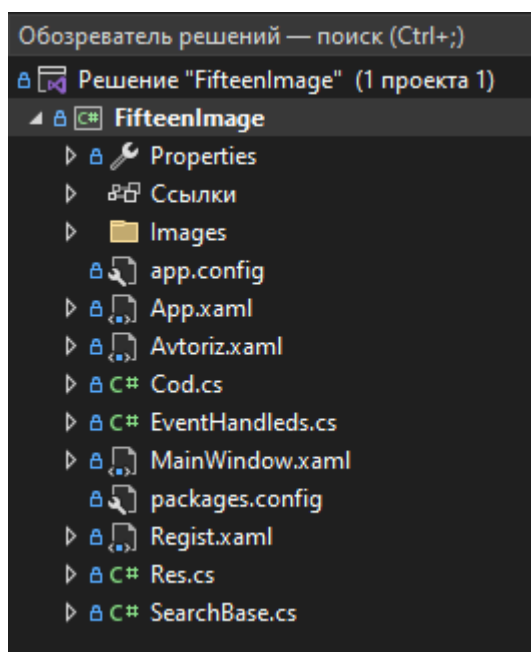 Обозреватель решений — поиск (Ctrl+;)
Решение "FifteenImage" (1 проекта 1)
C# FifteenImage
Properties
Ссылки
Images
app.config
App.xaml
Avtoriz.xaml
C# Cod.cs
C# EventHandleds.cs
MainWindow.xaml
packages.config
Regist.xaml
C# Res.cs
C# SearchBase.cs